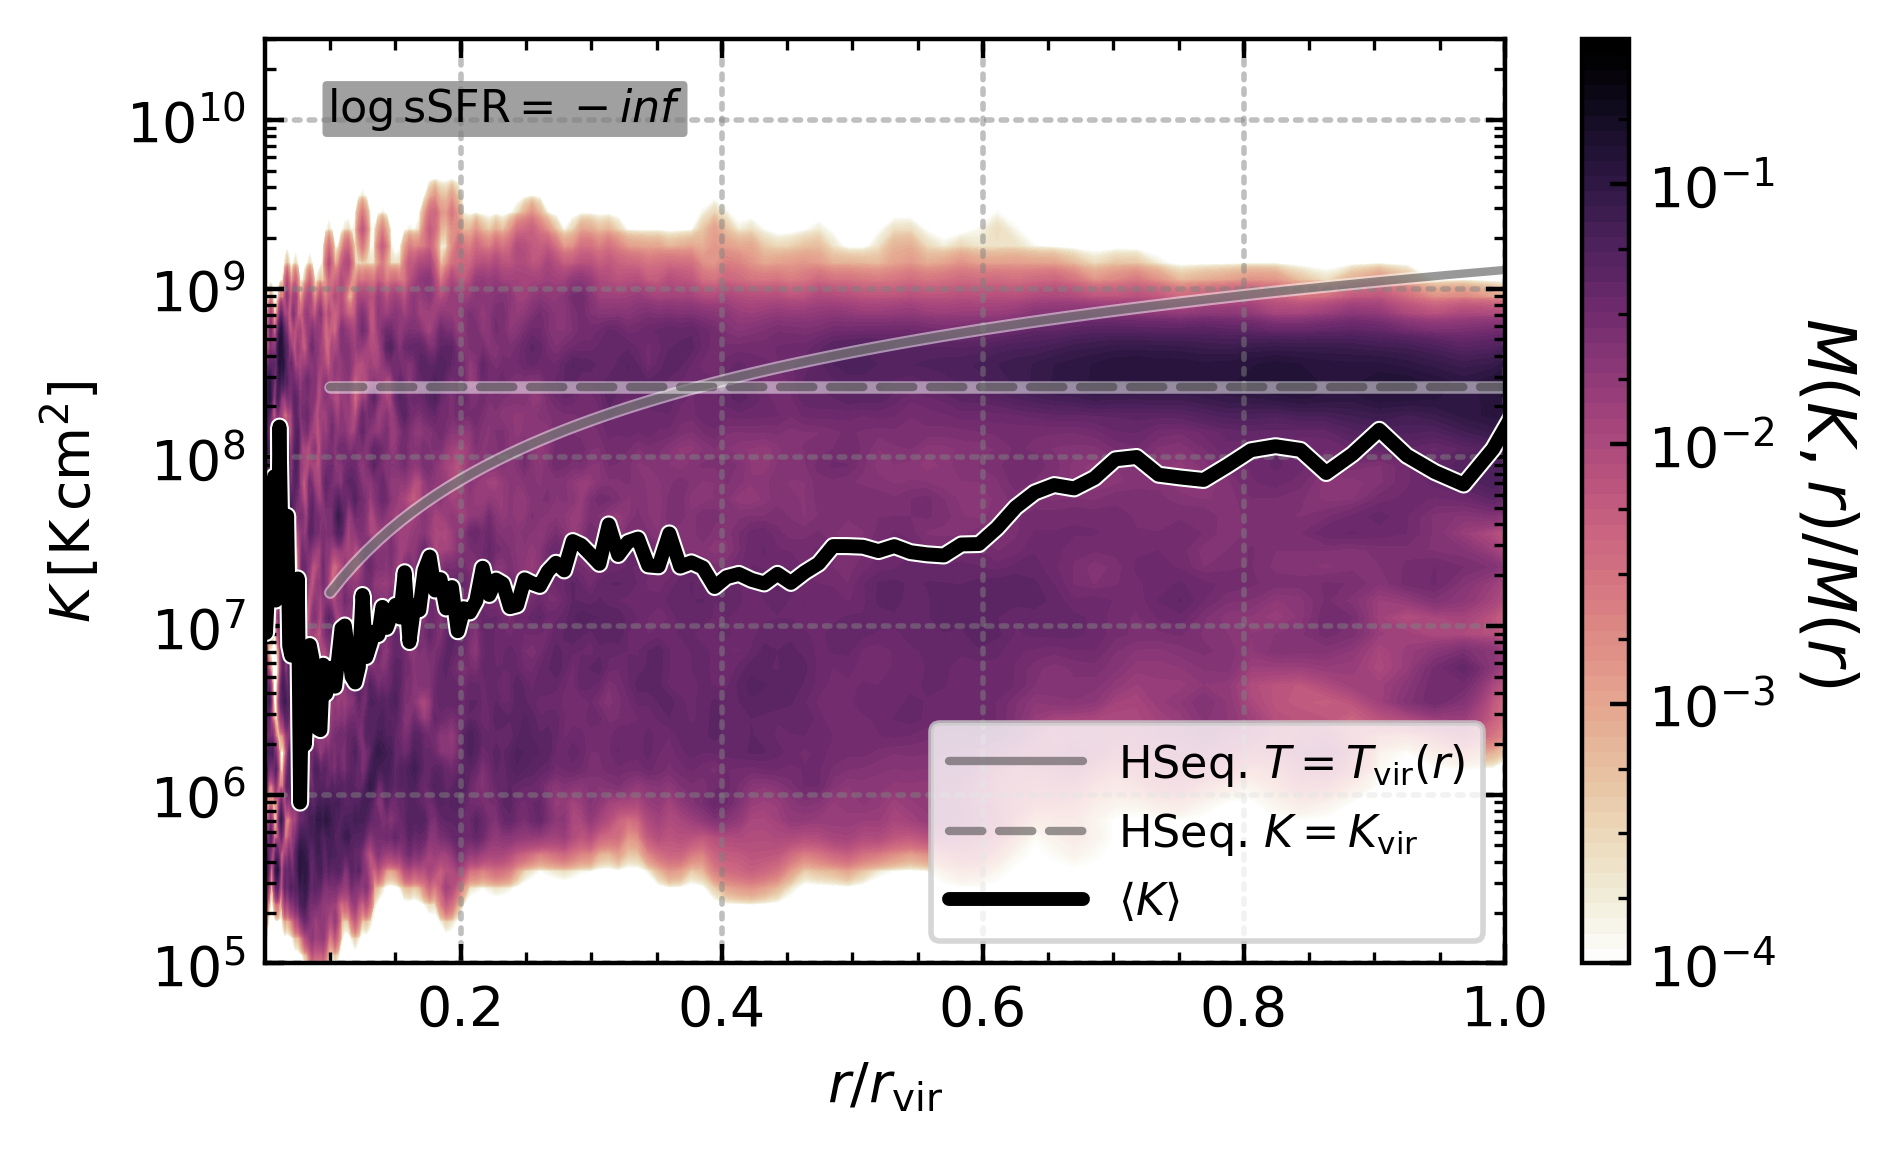 log sSFR = −inf
10^10
10^9
10^8
10^7
10^6
10^5
K [K cm^2]
0.2 0.4 0.6 0.8 1.0
r/r_vir
HSeq. T = T_vir(r)
HSeq. K = K_vir
⟨K⟩
10^−1
10^−2
10^−3
10^−4
M(K, r)/M(r)